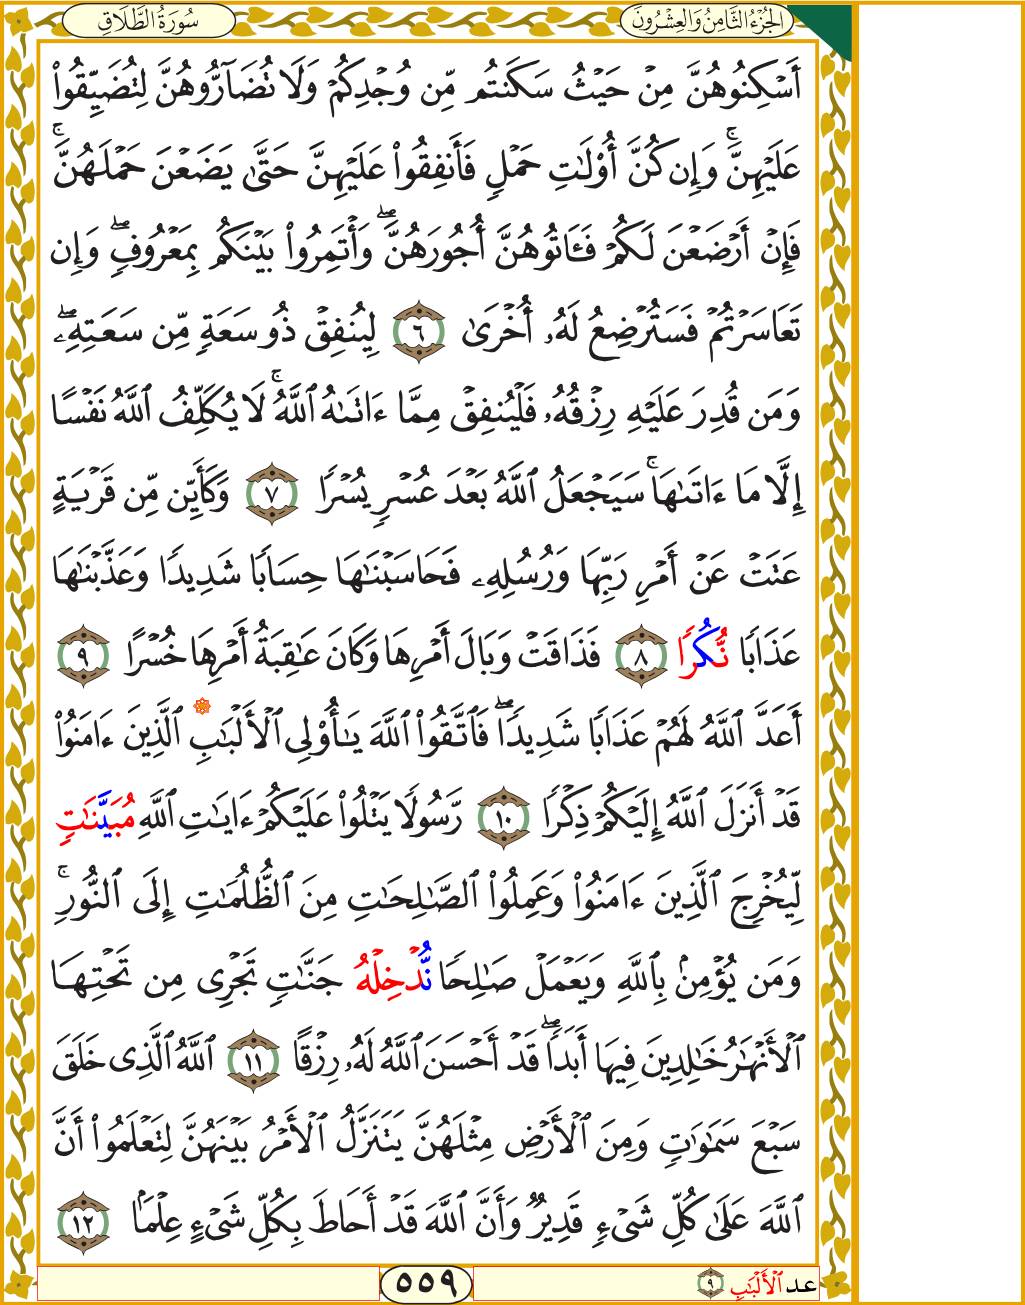 الجُزْءُ الثَّامِنُ وَالعِشْرُونَ
سُورَةُ الطَّلَاقِ
أَسْكِنُوهُنَّ مِنْ حَيْثُ سَكَنتُم مِّن وُجْدِكُمْ وَلَا تُضَآرُّوهُنَّ لِتُضَيِّقُوا۟
عَلَيْهِنَّۚ وَإِن كُنَّ أُو۟لَٰتِ حَمْلٍ فَأَنفِقُوا۟ عَلَيْهِنَّ حَتَّىٰ يَضَعْنَ حَمْلَهُنَّۚ
فَإِنْ أَرْضَعْنَ لَكُمْ فَـَٔاتُوهُنَّ أُجُورَهُنَّۖ وَأْتَمِرُوا۟ بَيْنَكُم بِمَعْرُوفٍۖ وَإِن
تَعَاسَرْتُمْ فَسَتُرْضِعُ لَهُۥ أُخْرَىٰ ٦ لِيُنفِقْ ذُو سَعَةٍ مِّن سَعَتِهِۦۖ
وَمَن قُدِرَ عَلَيْهِ رِزْقُهُۥ فَلْيُنفِقْ مِمَّا ءَاتَىٰهُ ٱللَّهُۚ لَا يُكَلِّفُ ٱللَّهُ نَفْسًا
إِلَّا مَا ءَاتَىٰهَاۚ سَيَجْعَلُ ٱللَّهُ بَعْدَ عُسْرٍ يُسْرًا ٧ وَكَأَيِّن مِّن قَرْيَةٍ
عَتَتْ عَنْ أَمْرِ رَبِّهَا وَرُسُلِهِۦ فَحَاسَبْنَٰهَا حِسَابًا شَدِيدًا وَعَذَّبْنَٰهَا
عَذَابًا نُّكُرًا ٨ فَذَاقَتْ وَبَالَ أَمْرِهَا وَكَانَ عَٰقِبَةُ أَمْرِهَا خُسْرًا ٩
أَعَدَّ ٱللَّهُ لَهُمْ عَذَابًا شَدِيدًاۖ فَٱتَّقُوا۟ ٱللَّهَ يَٰٓأُو۟لِى ٱلْأَلْبَٰبِ ٱلَّذِينَ ءَامَنُوا۟
قَدْ أَنزَلَ ٱللَّهُ إِلَيْكُمْ ذِكْرًا ١٠ رَّسُولًا يَتْلُوا۟ عَلَيْكُمْ ءَايَٰتِ ٱللَّهِ مُبَيَّنَٰتٍ
لِّيُخْرِجَ ٱلَّذِينَ ءَامَنُوا۟ وَعَمِلُوا۟ ٱلصَّٰلِحَٰتِ مِنَ ٱلظُّلُمَٰتِ إِلَى ٱلنُّورِۚ
وَمَن يُؤْمِنۢ بِٱللَّهِ وَيَعْمَلْ صَٰلِحًا نُّدْخِلْهُ جَنَّٰتٍ تَجْرِى مِن تَحْتِهَا
ٱلْأَنْهَٰرُ خَٰلِدِينَ فِيهَا أَبَدًاۖ قَدْ أَحْسَنَ ٱللَّهُ لَهُۥ رِزْقًا ١١ ٱللَّهُ ٱلَّذِى خَلَقَ
سَبْعَ سَمَٰوَٰتٍ وَمِنَ ٱلْأَرْضِ مِثْلَهُنَّ يَتَنَزَّلُ ٱلْأَمْرُ بَيْنَهُنَّ لِتَعْلَمُوا۟ أَنَّ
ٱللَّهَ عَلَىٰ كُلِّ شَىْءٍ قَدِيرٌ وَأَنَّ ٱللَّهَ قَدْ أَحَاطَ بِكُلِّ شَىْءٍ عِلْمًۢا ١٢
عد ٱلْأَلْبَٰبِ ٩
٥٥٩